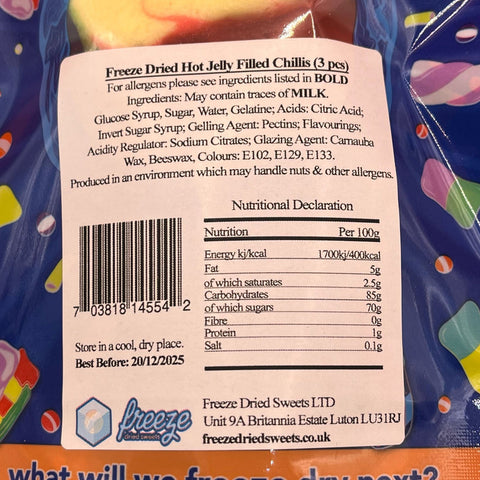 Freeze Dried Hot Jelly Filled Chillis (3 pcs)
For allergens please see ingredients listed in BOLD
Ingredients: May contain traces of MILK.
Glucose Syrup, Sugar, Water, Gelatine; Acids: Citric Acid;
Invert Sugar Syrup; Gelling Agent: Pectins; Flavourings;
Acidity Regulator: Sodium Citrates; Glazing Agent: Carnauba
Wax, Beeswax, Colours: E102, E129, E133.
Produced in an environment which may handle nuts & other allergens.
Nutritional Declaration
Nutrition Per 100g
Energy kj/kcal 1700kj/400kcal
Fat 5g
of which saturates 2.5g
Carbohydrates 85g
of which sugars 70g
Fibre 0g
Protein 1g
Salt 0.1g
7 03818 14554 2
Store in a cool, dry place.
Best Before: 20/12/2025
freeze
dried sweets
Freeze Dried Sweets LTD
Unit 9A Britannia Estate Luton LU31RJ
freezedriedsweets.co.uk
what will we freeze dry next?